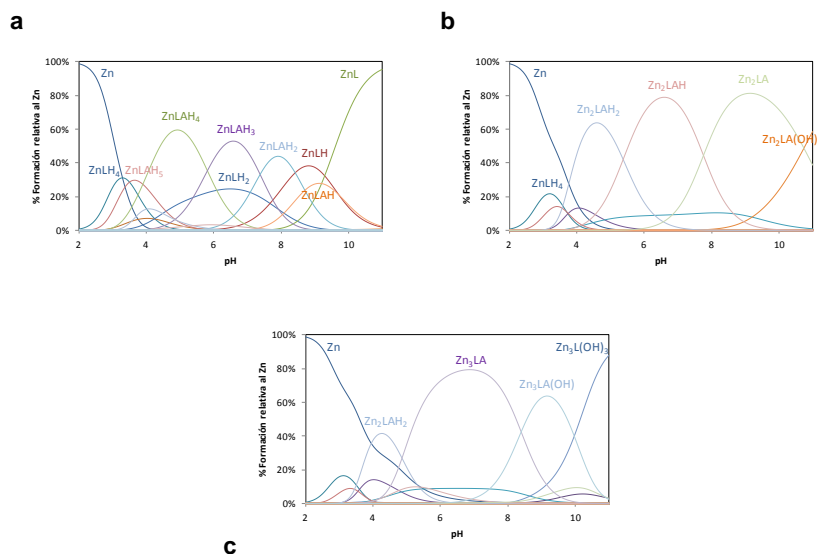 a
100%
80%
60%
40%
20%
0%
% Formación relativa al Zn
Zn
ZnLAH₄
ZnLAH₃
ZnLAH₂
ZnLH
ZnL
ZnLH₄
ZnLAH₅
ZnLH₂
ZnLAH
2 4 6 8 10
pH
b
100%
80%
60%
40%
20%
0%
% Formación relativa al Zn
Zn
Zn₂LAH
Zn₂LA
Zn₂LAH₂
Zn₂LA(OH)
ZnLH₄
2 4 6 8 10
pH
100%
80%
60%
40%
20%
0%
% Formación relativa al Zn
Zn
Zn₃LA
Zn₃L(OH)₃
Zn₃LA(OH)
Zn₂LAH₂
2 4 6 8 10
pH
c